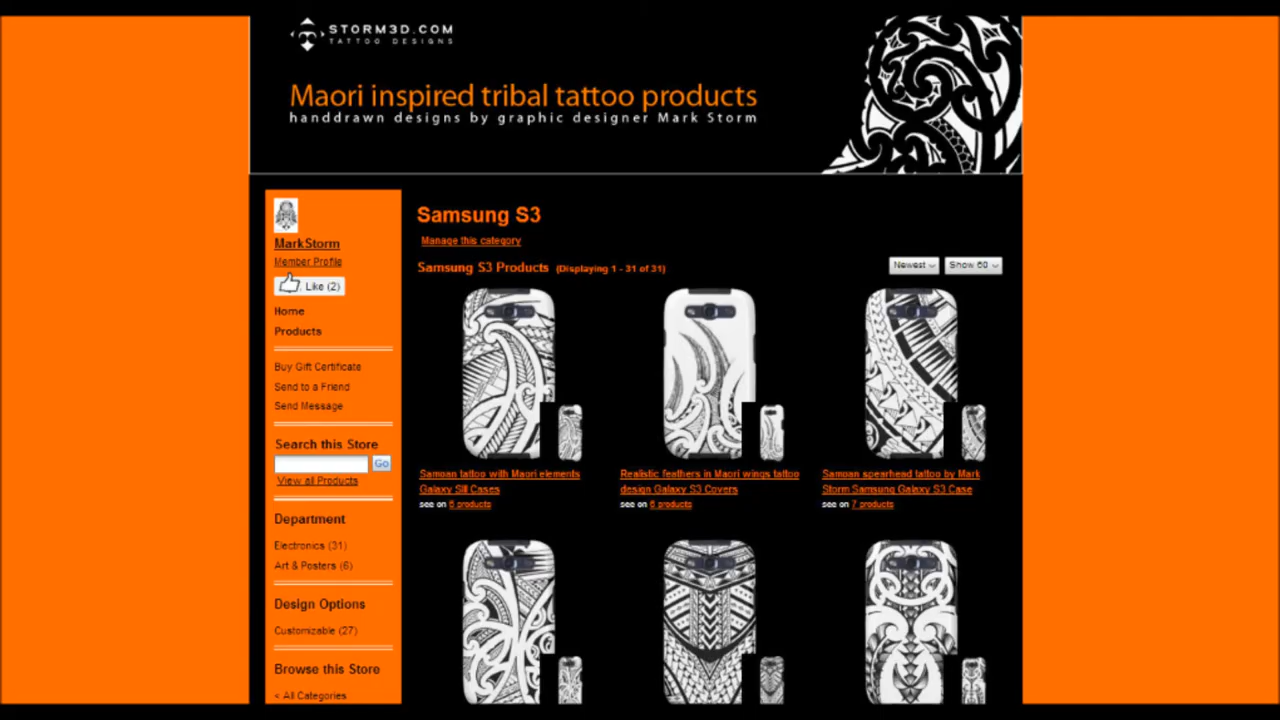 STORM3D.COM
TATTOO DESIGNS
Maori inspired tribal tattoo products
handdrawn designs by graphic designer Mark Storm
MarkStorm
Member Profile
Like (2)
Home
Products
Buy Gift Certificate
Send to a Friend
Send Message
Search this Store
Go
View all Products
Department
Electronics (31)
Art & Posters (6)
Design Options
Customizable (27)
Browse this Store
< All Categories
Samsung S3
Manage this category
Samsung S3 Products (Displaying 1 - 31 of 31)
Newest
Show 60
Samoan tattoo with Maori elements
Galaxy SIII Cases
see on 6 products
Realistic feathers in Maori wings tattoo
design Galaxy S3 Covers
see on 6 products
Samoan spearhead tattoo by Mark
Storm Samsung Galaxy S3 Case
see on 7 products